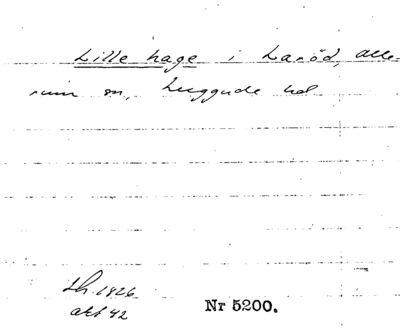 Lille hage i Laröd, Alle-
rum sn, Luggude hd
Lh. 1826
akt 42
Nr 5200.